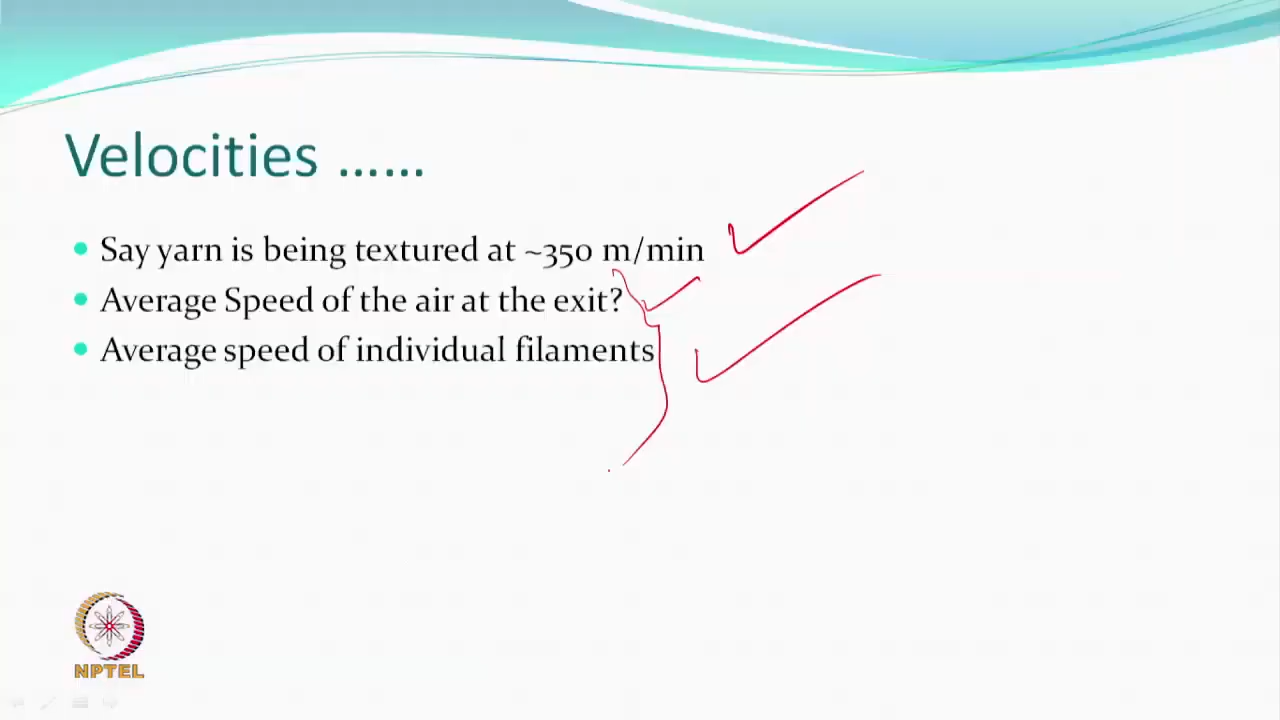 Velocities ……
Say yarn is being textured at ~350 m/min
Average Speed of the air at the exit?
Average speed of individual filaments
NPTEL